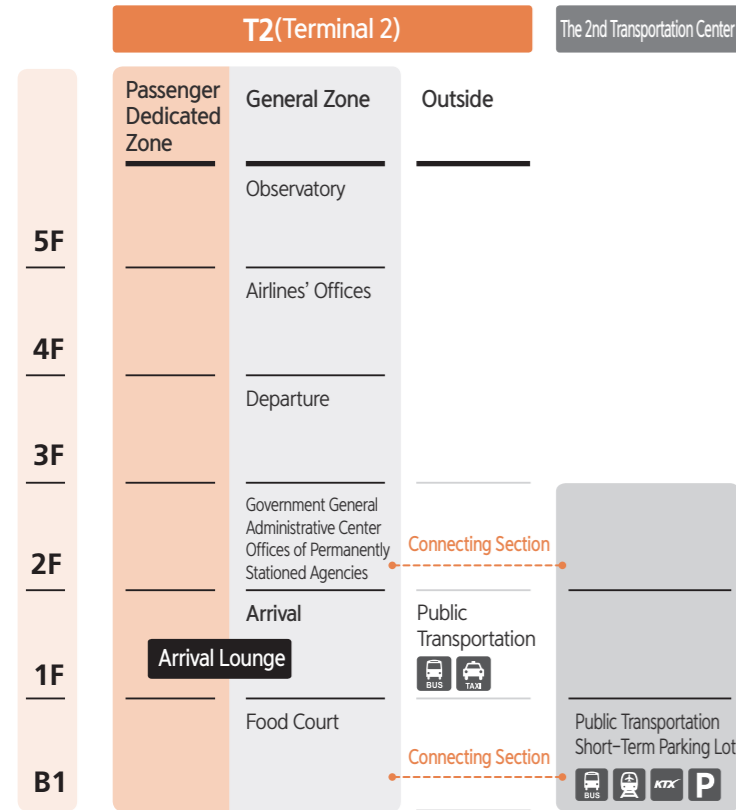 T2(Terminal 2)
The 2nd Transportation Center
Passenger
Dedicated
Zone
General Zone
Outside
Observatory
5F
Airlines' Offices
4F
Departure
3F
Government General
Administrative Center
Offices of Permanently
Stationed Agencies
Connecting Section
2F
Arrival
Public
Transportation
Arrival Lounge
BUS
TAXI
1F
Food Court
Public Transportation
Short-Term Parking Lot
Connecting Section
BUS
KTX
P
B1